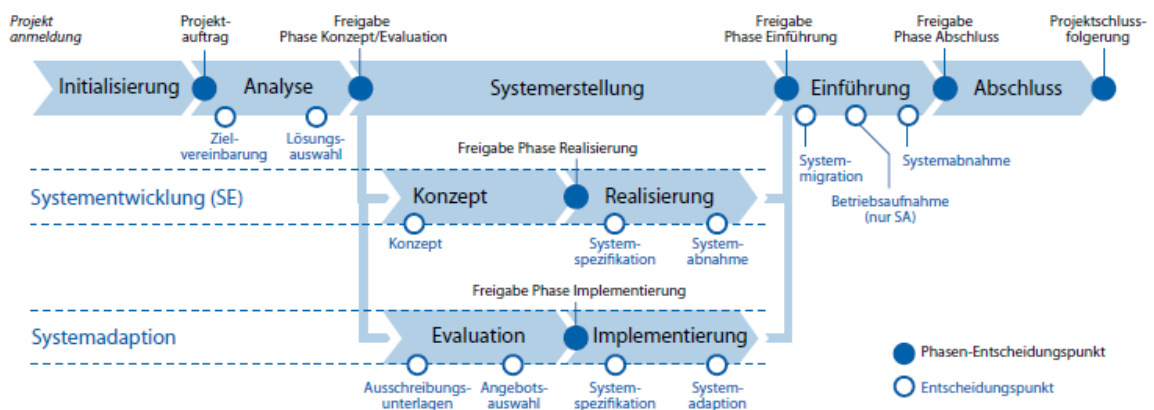 Projekt
anmeldung
Projekt-
auftrag
Freigabe
Phase Konzept/Evaluation
Freigabe
Phase Einführung
Freigabe
Phase Abschluss
Projektschluss-
folgerung
Initialisierung
Analyse
Systemerstellung
Einführung
Abschluss
Ziel-
vereinbarung
Lösungs-
auswahl
System-
migration
Betriebsaufnahme
(nur SA)
Systemabnahme
Freigabe Phase Realisierung
Systementwicklung (SE)
Konzept
Realisierung
Konzept
System-
spezifikation
System-
abnahme
Freigabe Phase Implementierung
Systemadaption
Evaluation
Implementierung
Ausschreibungs-
unterlagen
Angebots-
auswahl
System-
spezifikation
System-
adaption
Phasen-Entscheidungspunkt
Entscheidungspunkt